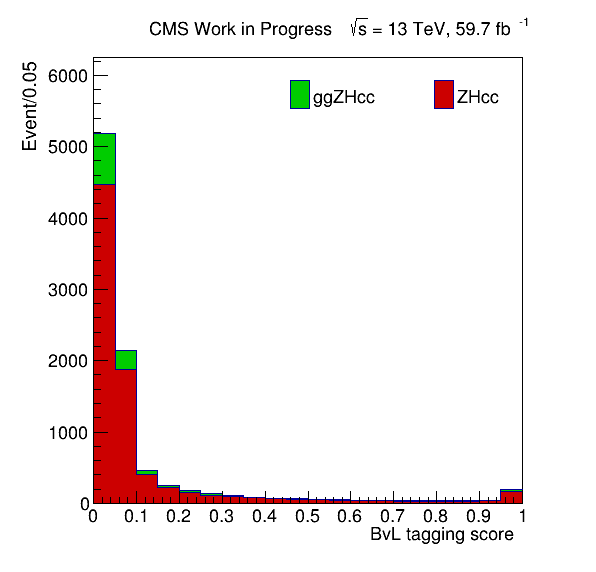 CMS Work in Progress √s = 13 TeV, 59.7 fb -1
Event/0.05
ggZHcc ZHcc
6000
5000
4000
3000
2000
1000
0
0 0.1 0.2 0.3 0.4 0.5 0.6 0.7 0.8 0.9 1
BvL tagging score